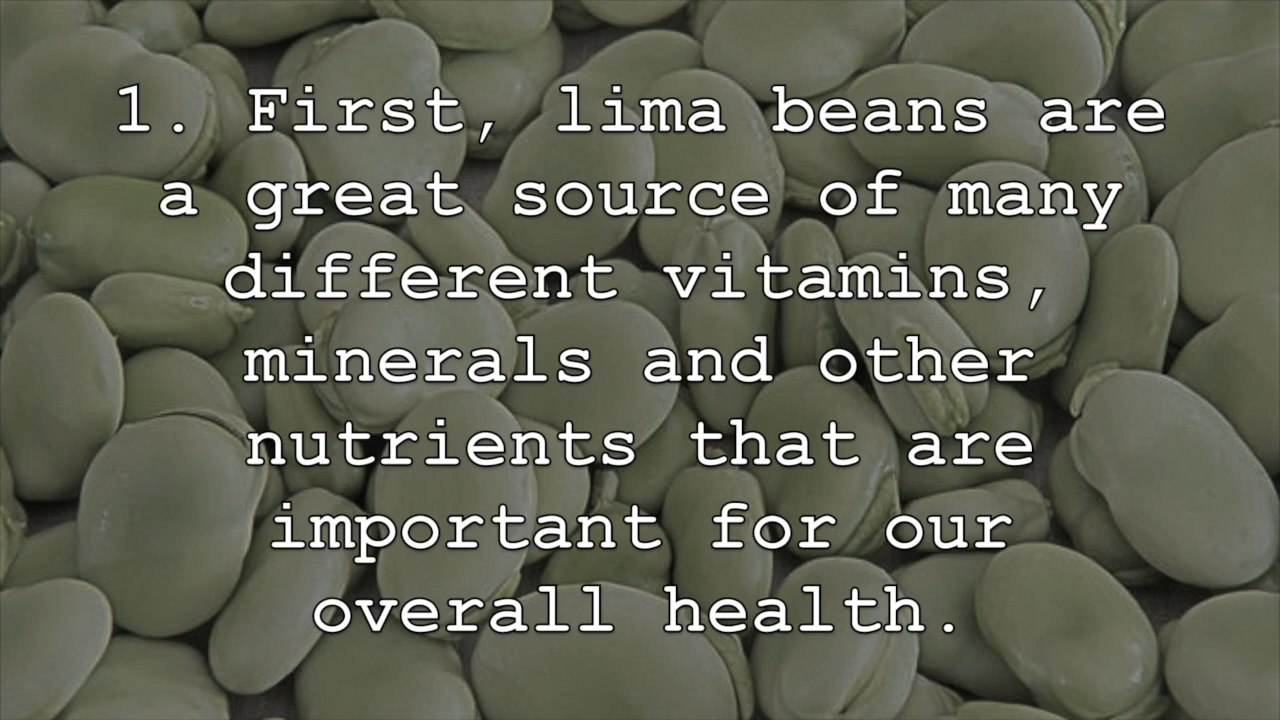 1. First, lima beans are
a great source of many
different vitamins,
minerals and other
nutrients that are
important for our
overall health.